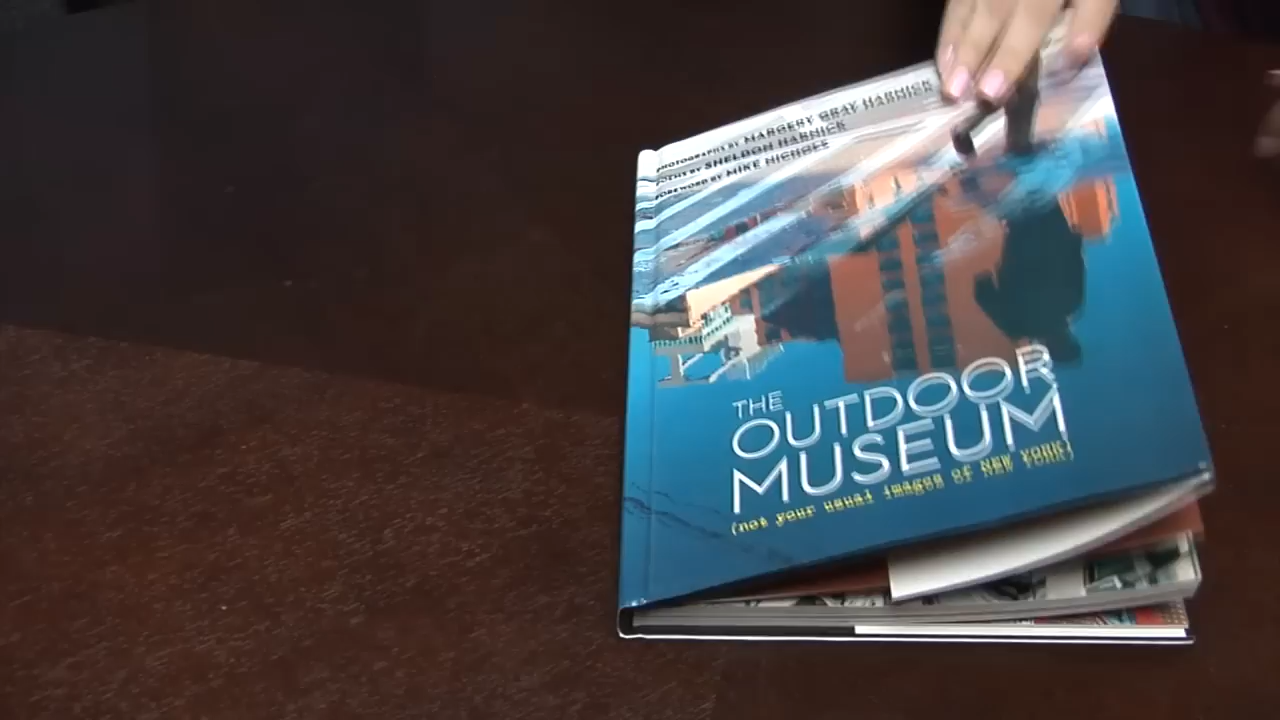 PHOTOGRAPHS BY MARGERY GRAY HARNICK
POEMS BY SHELDON HARNICK
FOREWORD BY MIKE NICHOLS
THE
OUTDOOR
MUSEUM
(not your usual images of New York)